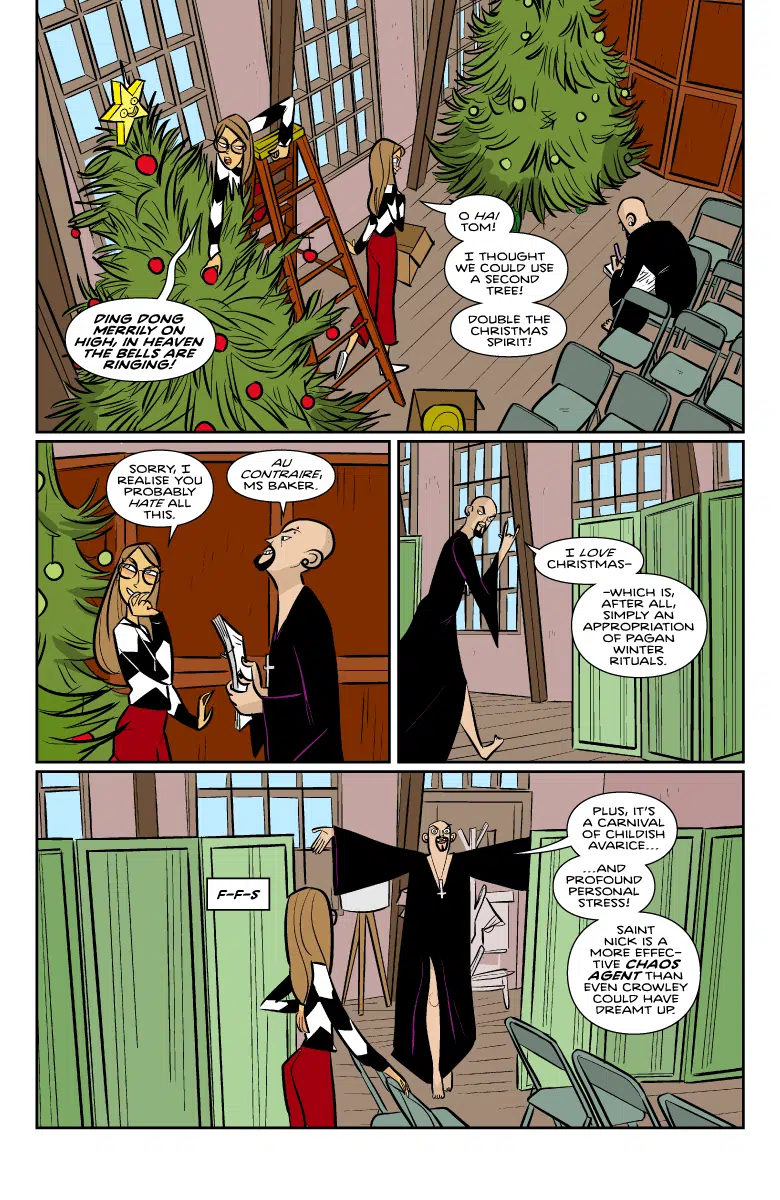 DING DONG
MERRILY ON
HIGH, IN HEAVEN
THE BELLS ARE
RINGING!
O HAI
TOM!
I THOUGHT
WE COULD USE
A SECOND
TREE!
DOUBLE THE
CHRISTMAS
SPIRIT!
SORRY, I
REALISE YOU
PROBABLY
HATE ALL
THIS.
AU
CONTRAIRE,
MS BAKER.
I LOVE
CHRISTMAS–
–WHICH IS,
AFTER ALL,
SIMPLY AN
APPROPRIATION
OF PAGAN
WINTER
RITUALS.
F-F-S
PLUS, IT'S
A CARNIVAL
OF CHILDISH
AVARICE...
...AND
PROFOUND
PERSONAL
STRESS!
SAINT
NICK IS A
MORE EFFEC–
TIVE CHAOS
AGENT THAN
EVEN CROWLEY
COULD HAVE
DREAMT UP.